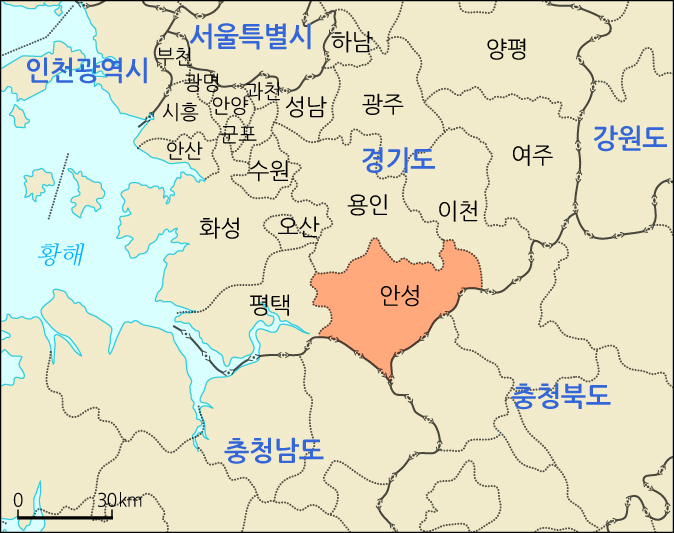 서울특별시
하남
양평
부천
인천광역시
광명
과천
시흥
안양
성남
광주
군포
강원도
안산
경기도
여주
수원
용인
이천
화성
오산
황해
평택
안성
충청북도
충청남도
0 30 km